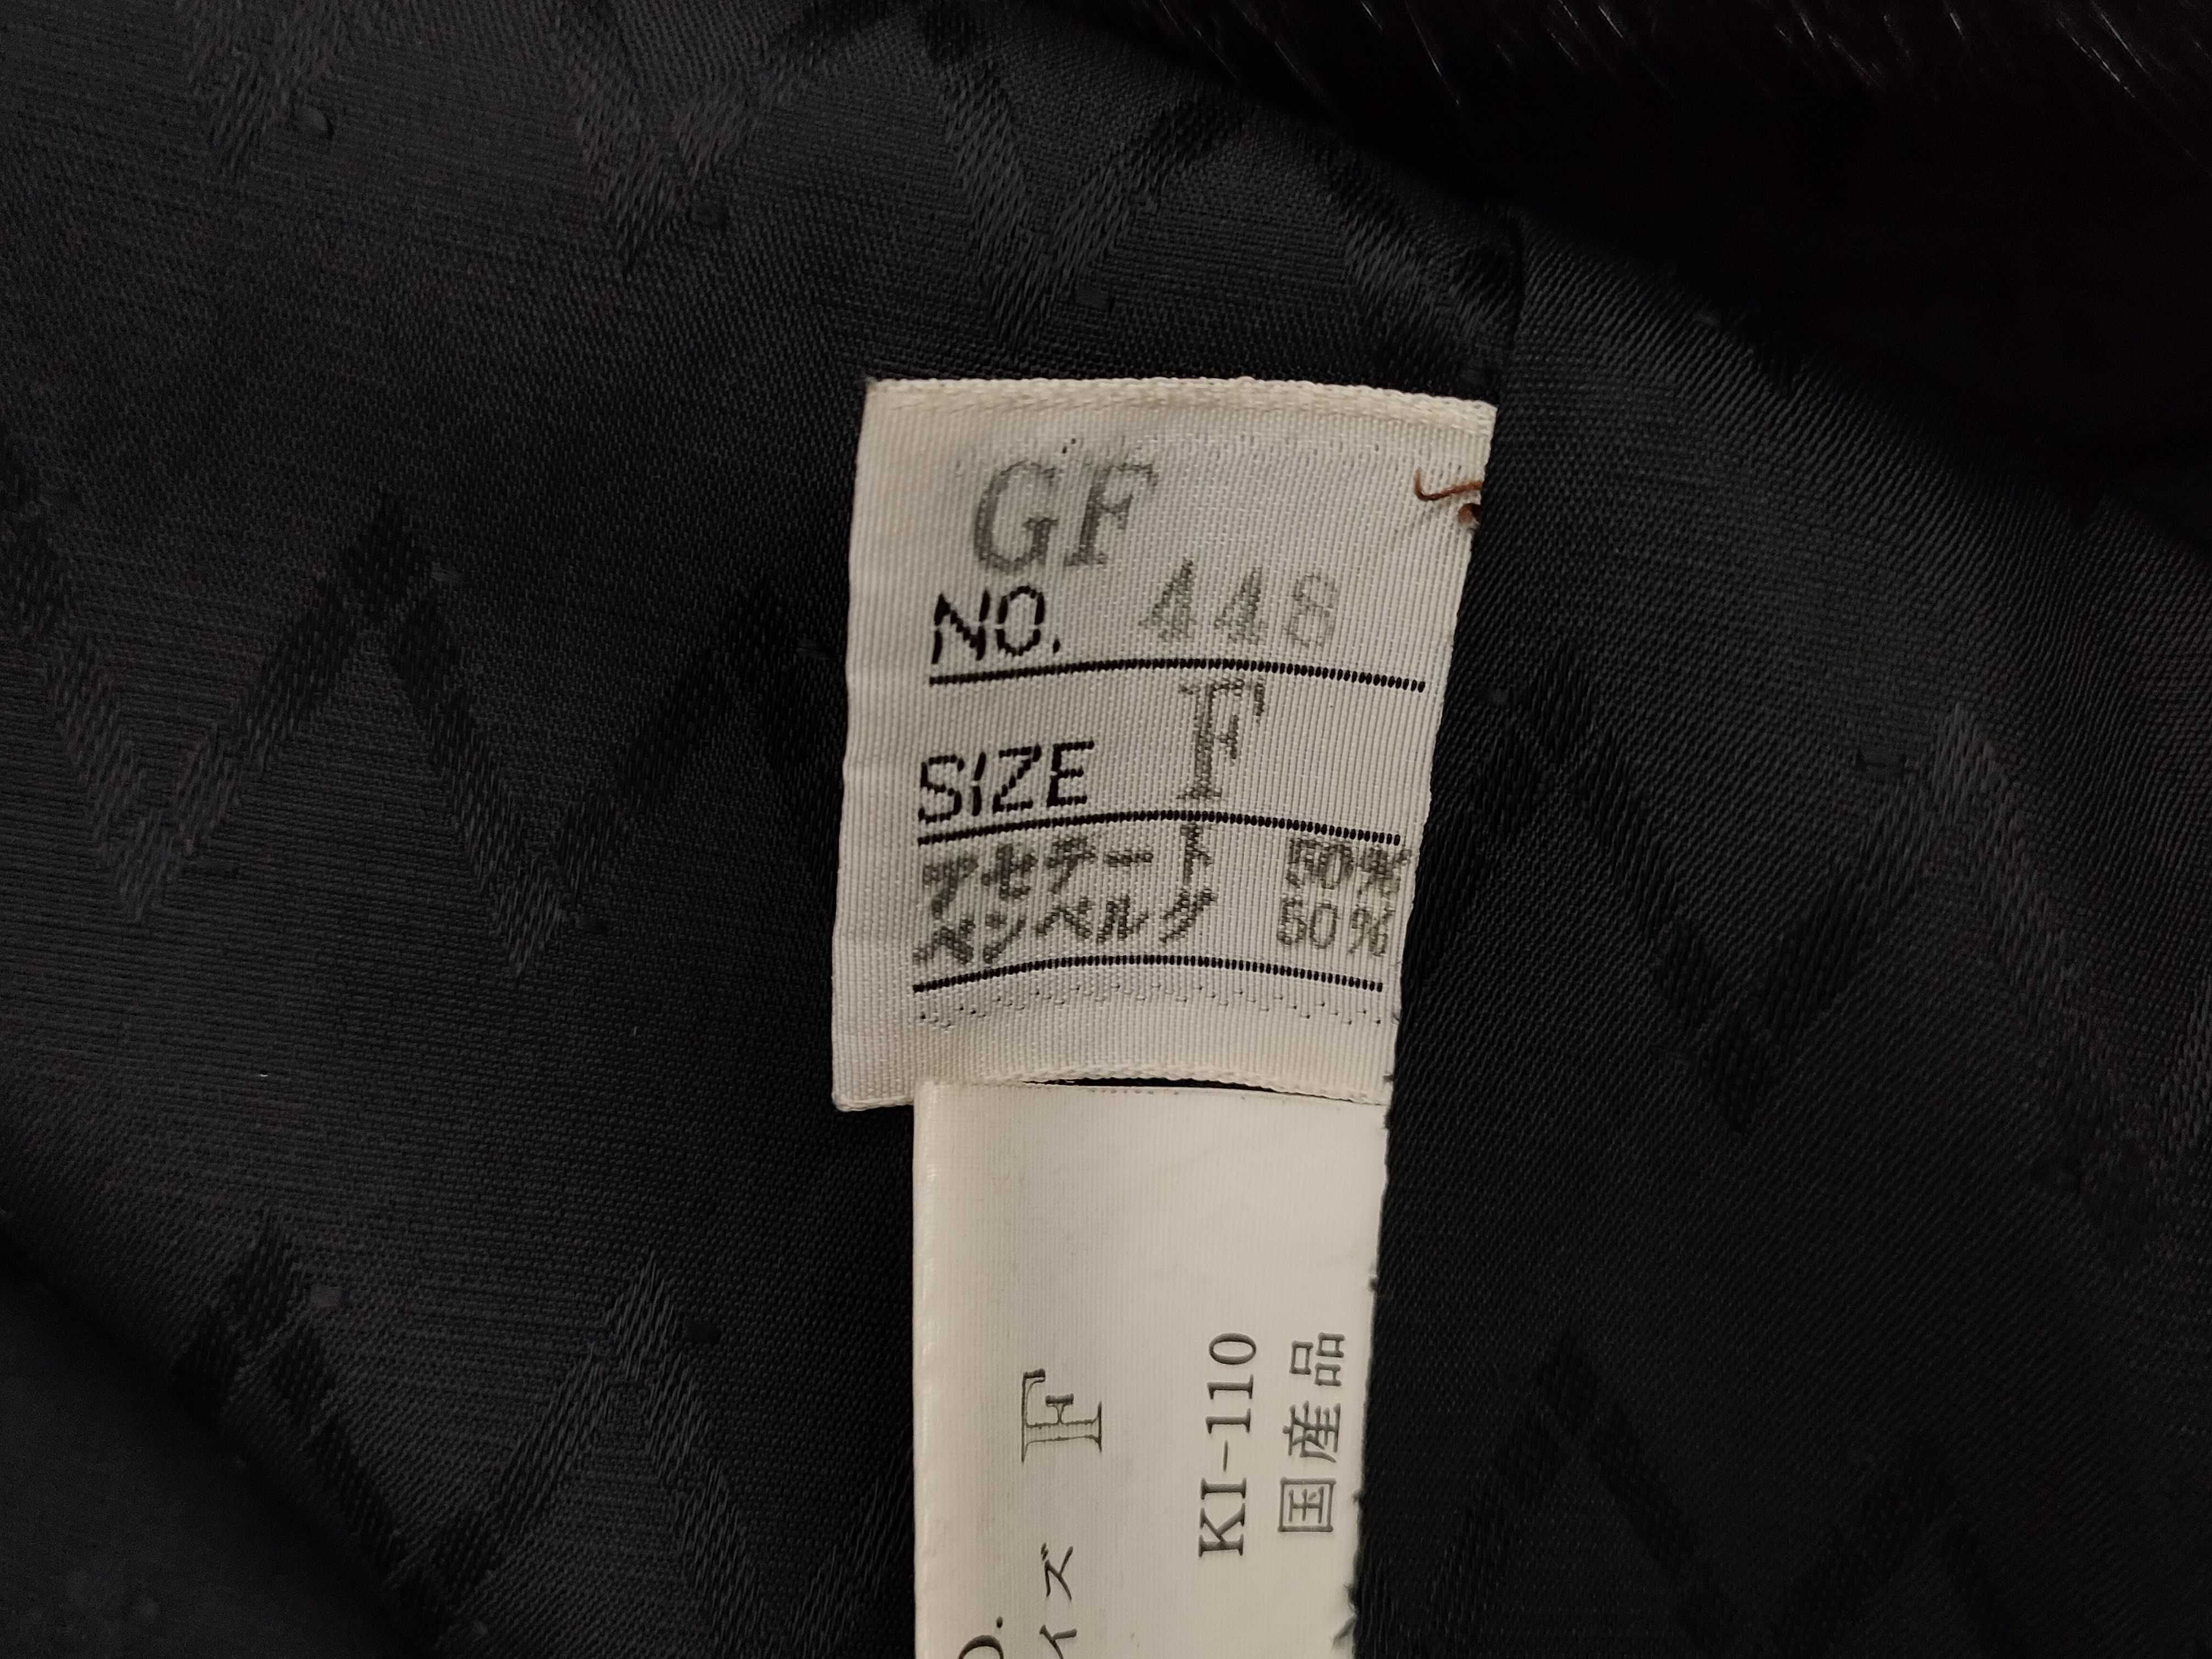 GF
NO. 448
SIZE F
アセテート 50%
ベンベルグ 50%
イズ F
KI-110
国産品